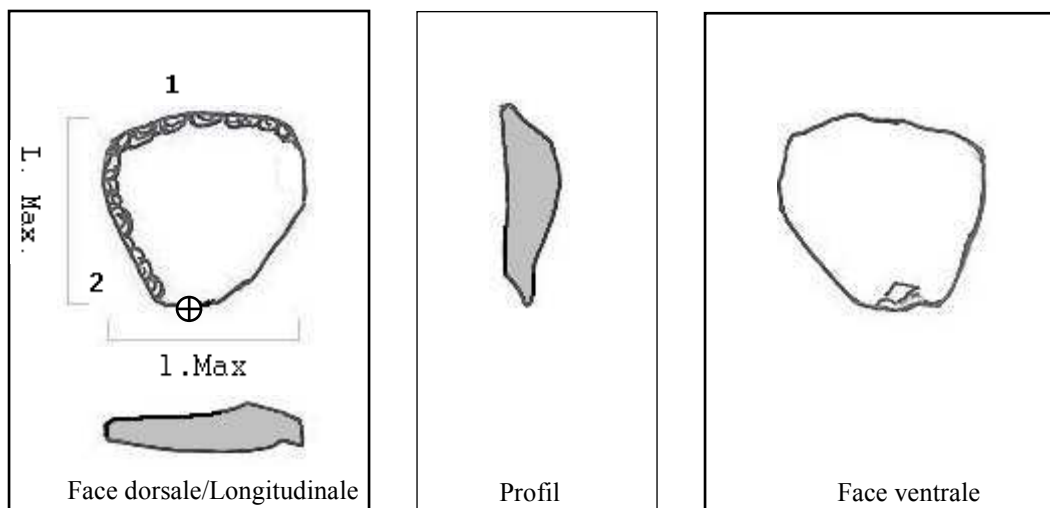 1
L. Max.
2
l.Max
Face dorsale/Longitudinale
Profil
Face ventrale